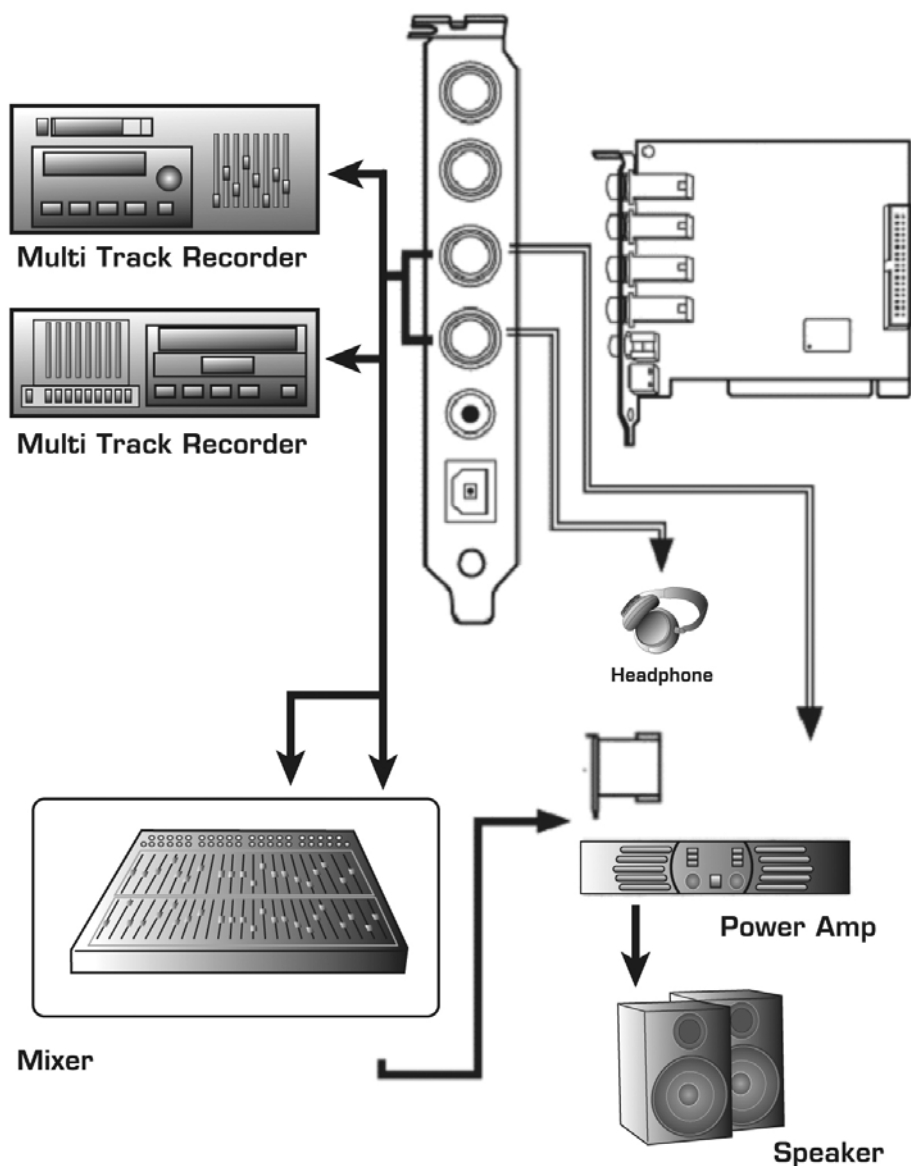 Multi Track Recorder
Multi Track Recorder
Headphone
Power Amp
Mixer
Speaker